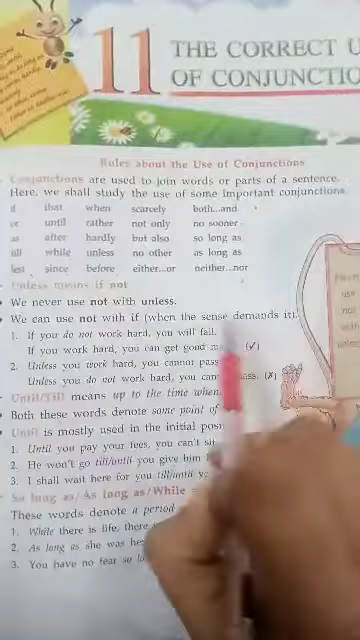 11
THE CORRECT U
OF CONJUNCTIO
Rules about the Use of Conjunctions
Conjunctions are used to join words or parts of a sentence.
Here, we shall study the use of some important conjunctions.
if that when scarcely both...and
or until rather not only no sooner
as after hardly but also so long as
till while unless no other as long as
lest since before either...or neither...nor
Unless means if not
We never use not with unless.
We can use not with if (when the sense demands it).
1. If you do not work hard, you will fail.
If you work hard, you can get good m (✓)
2. Unless you work hard, you cannot pass
Unless you do not work hard, you can ass. (✗)
Until/Till means up to the time when
Both these words denote some point of
Until is mostly used in the initial posi
1. Until you pay your fees, you can't sit
2. He won't go till/until you give him
3. I shall wait here for you till/until
So long as/As long as/While
These words denote a period
1. While there is life, there
2. As long as she was he
3. You have no fear so lo